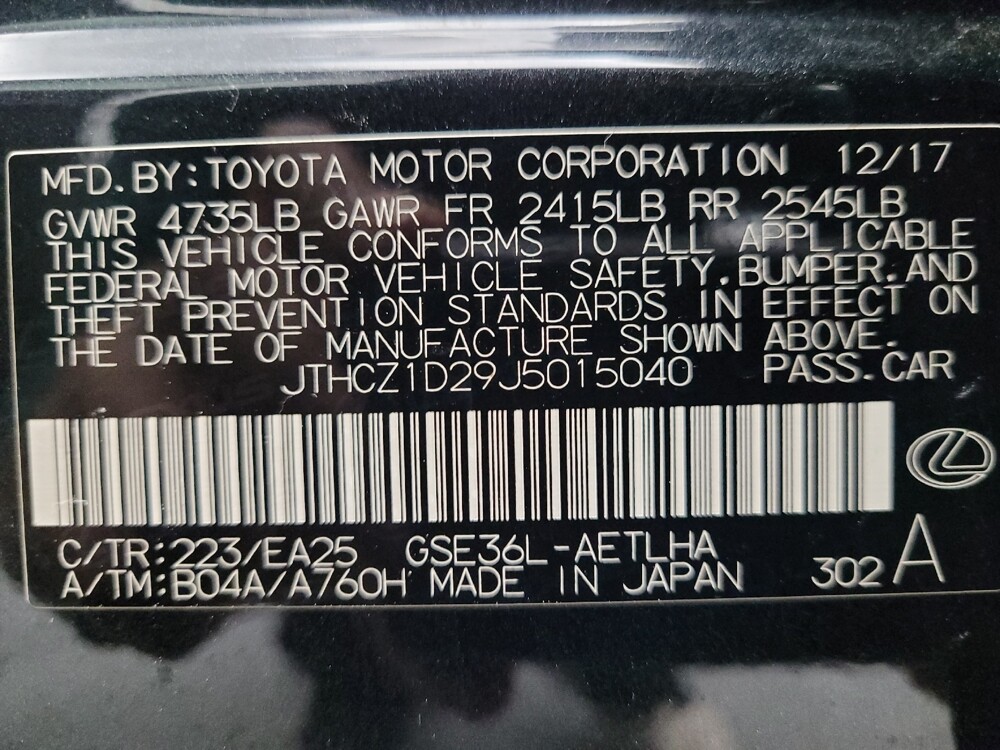 MFD. BY: TOYOTA MOTOR CORPORATION 12/17
GVWR 4735LB GAWR FR 2415LB RR 2545LB
THIS VEHICLE CONFORMS TO ALL APPLICABLE
FEDERAL MOTOR VEHICLE SAFETY, BUMPER, AND
THEFT PREVENTION STANDARDS IN EFFECT ON
THE DATE OF MANUFACTURE SHOWN ABOVE.
JTHCZ1D29J5015040 PASS. CAR
C/TR: 223/EA25 GSE36L-AETLHA
A/TM: B04A/A760H MADE IN JAPAN 302 A